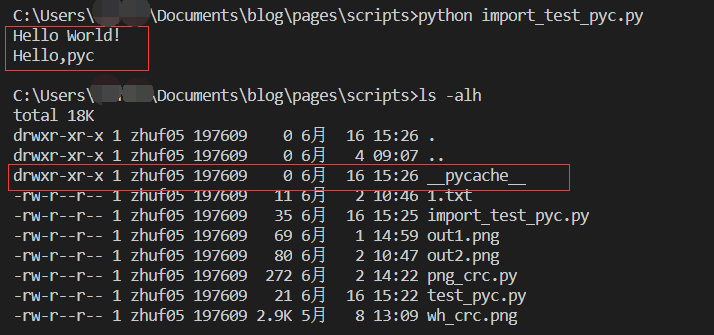 C:\Users\ \Documents\blog\pages\scripts>python import_test_pyc.py
Hello World!
Hello,pyc
C:\Users\ \Documents\blog\pages\scripts>ls -alh
total 18K
drwxr-xr-x 1 zhuf05 197609 0 6月 16 15:26 .
drwxr-xr-x 1 zhuf05 197609 0 6月 4 09:07 ..
drwxr-xr-x 1 zhuf05 197609 0 6月 16 15:26 __pycache__
-rw-r--r-- 1 zhuf05 197609 11 6月 2 10:46 1.txt
-rw-r--r-- 1 zhuf05 197609 35 6月 16 15:25 import_test_pyc.py
-rw-r--r-- 1 zhuf05 197609 69 6月 1 14:59 out1.png
-rw-r--r-- 1 zhuf05 197609 80 6月 2 10:47 out2.png
-rw-r--r-- 1 zhuf05 197609 272 6月 2 14:22 png_crc.py
-rw-r--r-- 1 zhuf05 197609 21 6月 16 15:22 test_pyc.py
-rw-r--r-- 1 zhuf05 197609 2.9K 5月 8 13:09 wh_crc.png